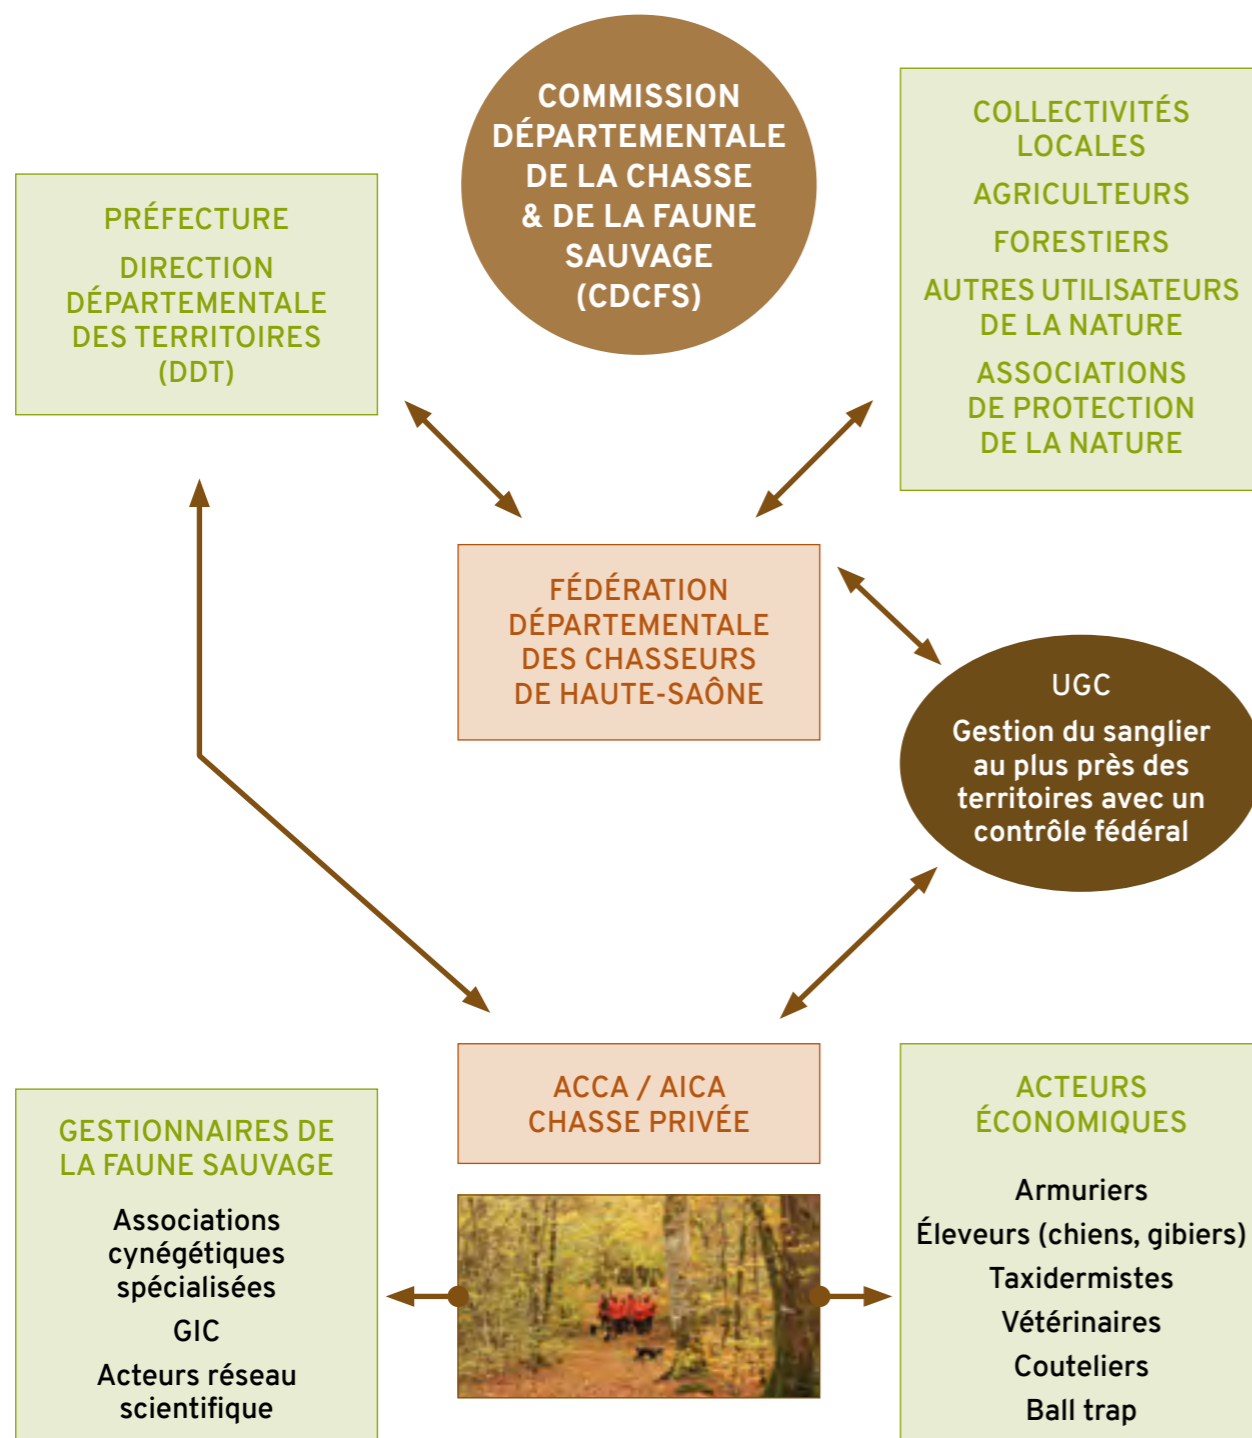 COMMISSION
DÉPARTEMENTALE
DE LA CHASSE
& DE LA FAUNE
SAUVAGE
(CDCFS)
PRÉFECTURE
DIRECTION
DÉPARTEMENTALE
DES TERRITOIRES
(DDT)
COLLECTIVITÉS
LOCALES
AGRICULTEURS
FORESTIERS
AUTRES UTILISATEURS
DE LA NATURE
ASSOCIATIONS
DE PROTECTION
DE LA NATURE
FÉDÉRATION
DÉPARTEMENTALE
DES CHASSEURS
DE HAUTE-SAÔNE
UGC
Gestion du sanglier
au plus près des
territoires avec un
contrôle fédéral
ACCA / AICA
CHASSE PRIVÉE
GESTIONNAIRES DE
LA FAUNE SAUVAGE
Associations
cynégétiques
spécialisées
GIC
Acteurs réseau
scientifique
ACTEURS
ÉCONOMIQUES
Armuriers
Éleveurs (chiens, gibiers)
Taxidermistes
Vétérinaires
Couteliers
Ball trap